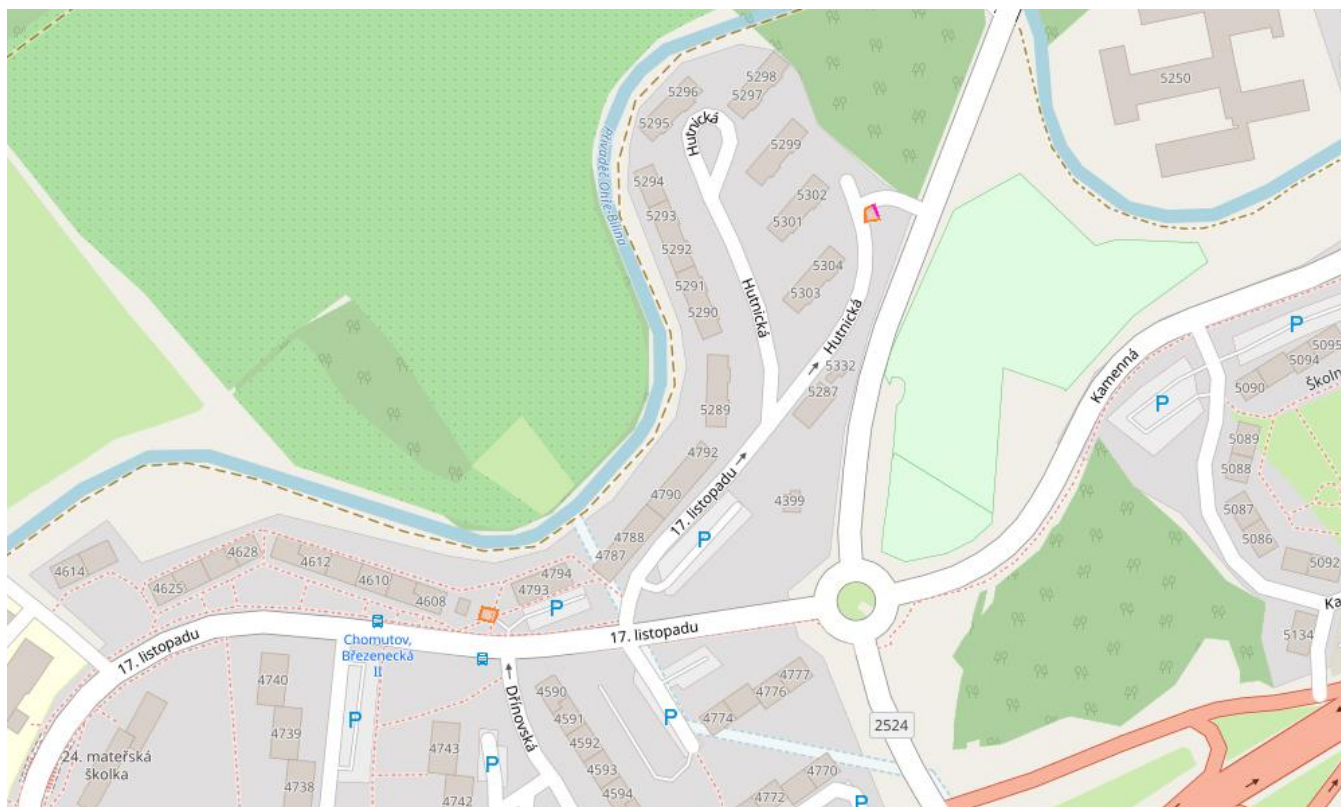 5298
5296
5297
5295
Hutnická
Hutnická
5299
5250
Přivaděč Ohře-Bílina
5294
5302
5293
5301
5292
5304
5291
5303
5290
Hutnická
Hutnická
5332
5287
5289
Kamenná
P
5095
5094
5090
Školn
P
4792
5089
5088
17. listopadu
4790
4399
5087
5086
4788
P
4787
5092
4628
4614
4612
4794
4625
4610
4793
4608
P
Ka
17. listopadu
17. listopadu
Chomutov,
Březenecká
II
5134
4740
4590
4777
4776
4774
Dřínovská
4591
P
P
2524
4739
4743
4592
24. mateřská
školka
P
4593
4770
4738
4742
4594
4772
P